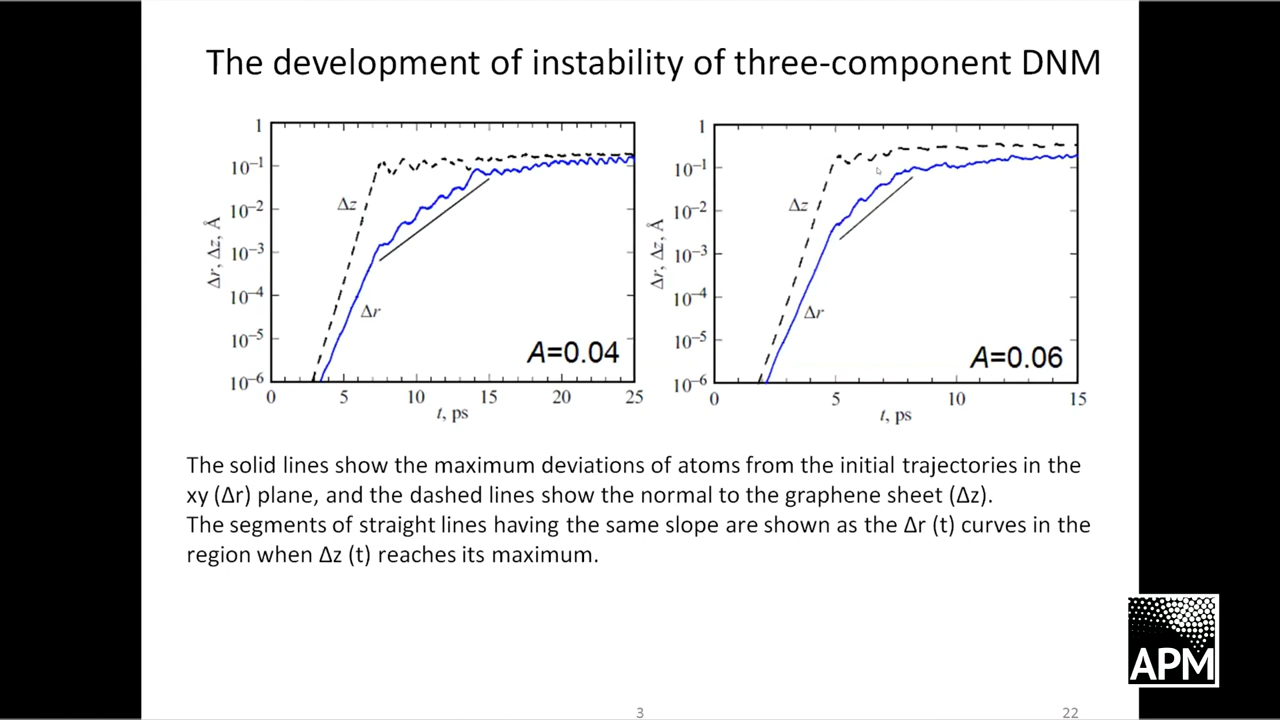 The development of instability of three-component DNM
1
10⁻¹
10⁻²
10⁻³
10⁻⁴
10⁻⁵
10⁻⁶
Δr, Δz, Å
Δz
Δr
A=0.04
0 5 10 15 20 25
t, ps
1
10⁻¹
10⁻²
10⁻³
10⁻⁴
10⁻⁵
10⁻⁶
Δr, Δz, Å
Δz
Δr
A=0.06
0 5 10 15
t, ps
The solid lines show the maximum deviations of atoms from the initial trajectories in the
xy (Δr) plane, and the dashed lines show the normal to the graphene sheet (Δz).
The segments of straight lines having the same slope are shown as the Δr (t) curves in the
region when Δz (t) reaches its maximum.
APM
3
22